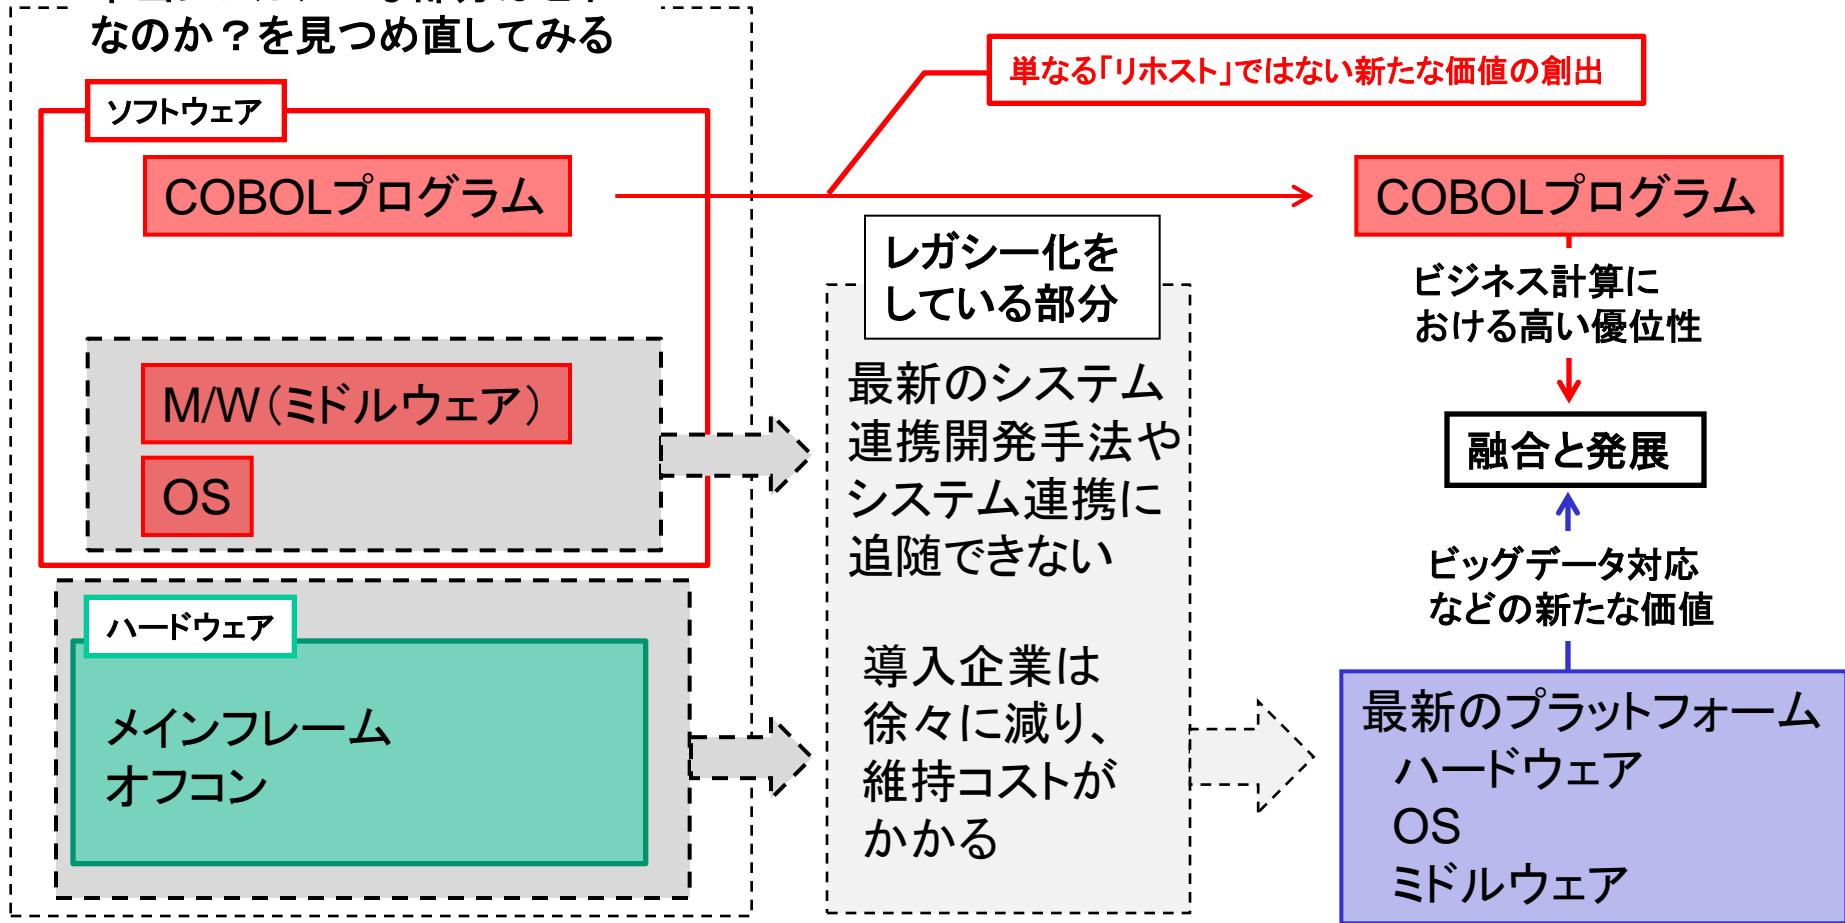 なのか？を見つめ直してみる
ソフトウェア
COBOLプログラム
M/W（ミドルウェア）
OS
ハードウェア
メインフレーム
オフコン
単なる「リホスト」ではない新たな価値の創出
レガシー化を
している部分
最新のシステム
連携開発手法や
システム連携に
追随できない
導入企業は
徐々に減り、
維持コストが
かかる
COBOLプログラム
ビジネス計算に
おける高い優位性
融合と発展
ビッグデータ対応
などの新たな価値
最新のプラットフォーム
ハードウェア
OS
ミドルウェア